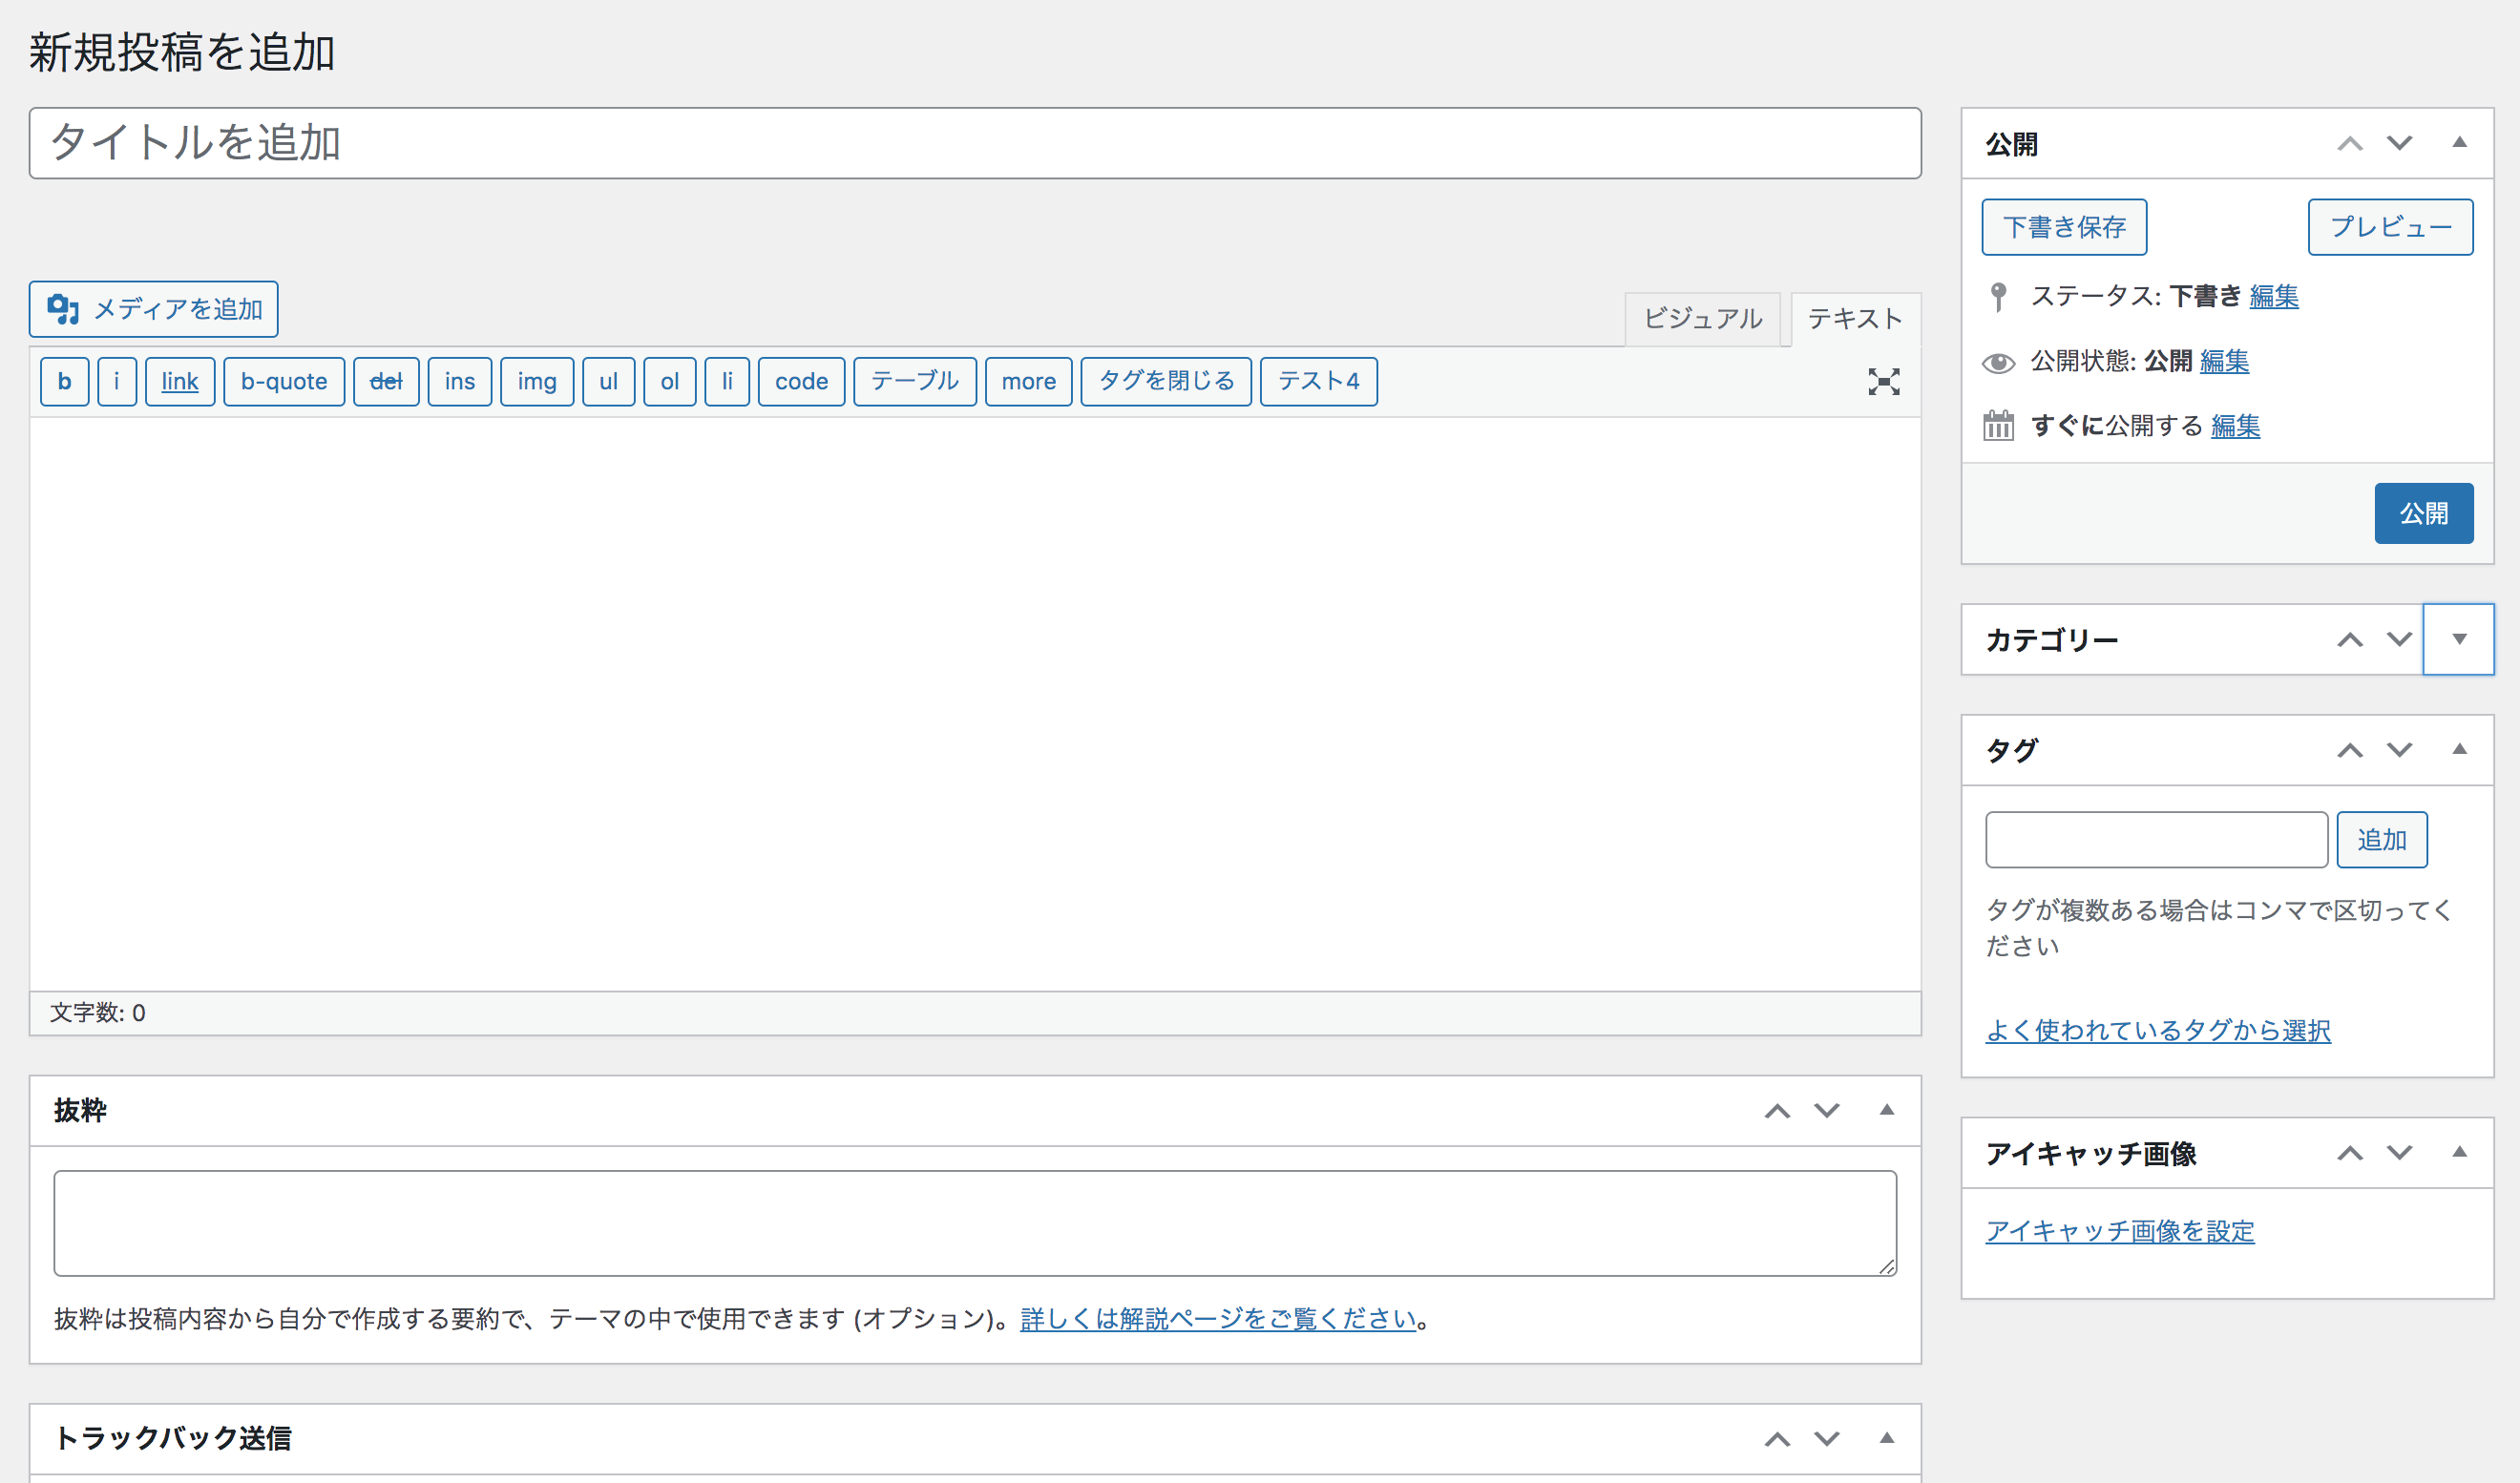 新規投稿を追加
タイトルを追加
メディアを追加
ビジュアル テキスト
b i link b-quote del ins img ul ol li code テーブル more タグを閉じる テスト4
文字数: 0
抜粋
抜粋は投稿内容から自分で作成する要約で、テーマの中で使用できます (オプション)。詳しくは解説ページをご覧ください。
トラックバック送信
公開
下書き保存 プレビュー
ステータス: 下書き 編集
公開状態: 公開 編集
すぐに公開する 編集
公開
カテゴリー
タグ
追加
タグが複数ある場合はコンマで区切ってく
ださい
よく使われているタグから選択
アイキャッチ画像
アイキャッチ画像を設定